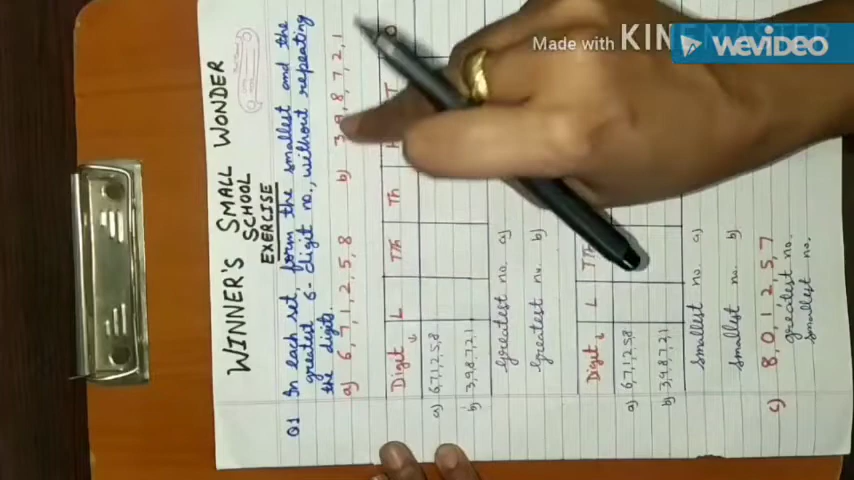 Made with KINEMASTER
wevideo
WINNER'S SMALL WONDER
SCHOOL
EXERCISE
Q1 In each set, form the smallest and the
greatest 6-digit no., without repeating
the digits.
a) 6,7,1,2,5,8 b) 3,9,8,7,2,1
Digit L TTh Th H T O
a) 6,7,1,2,5,8
b) 3,9,8,7,2,1
Greatest no. a)
Greatest no. b)
Digit L TTh
a) 6,7,1,2,5,8
b) 3,9,8,7,2,1
smallest no. a)
smallest no. b)
c) 8,0,1,2,5,7
greatest no.
smallest no.